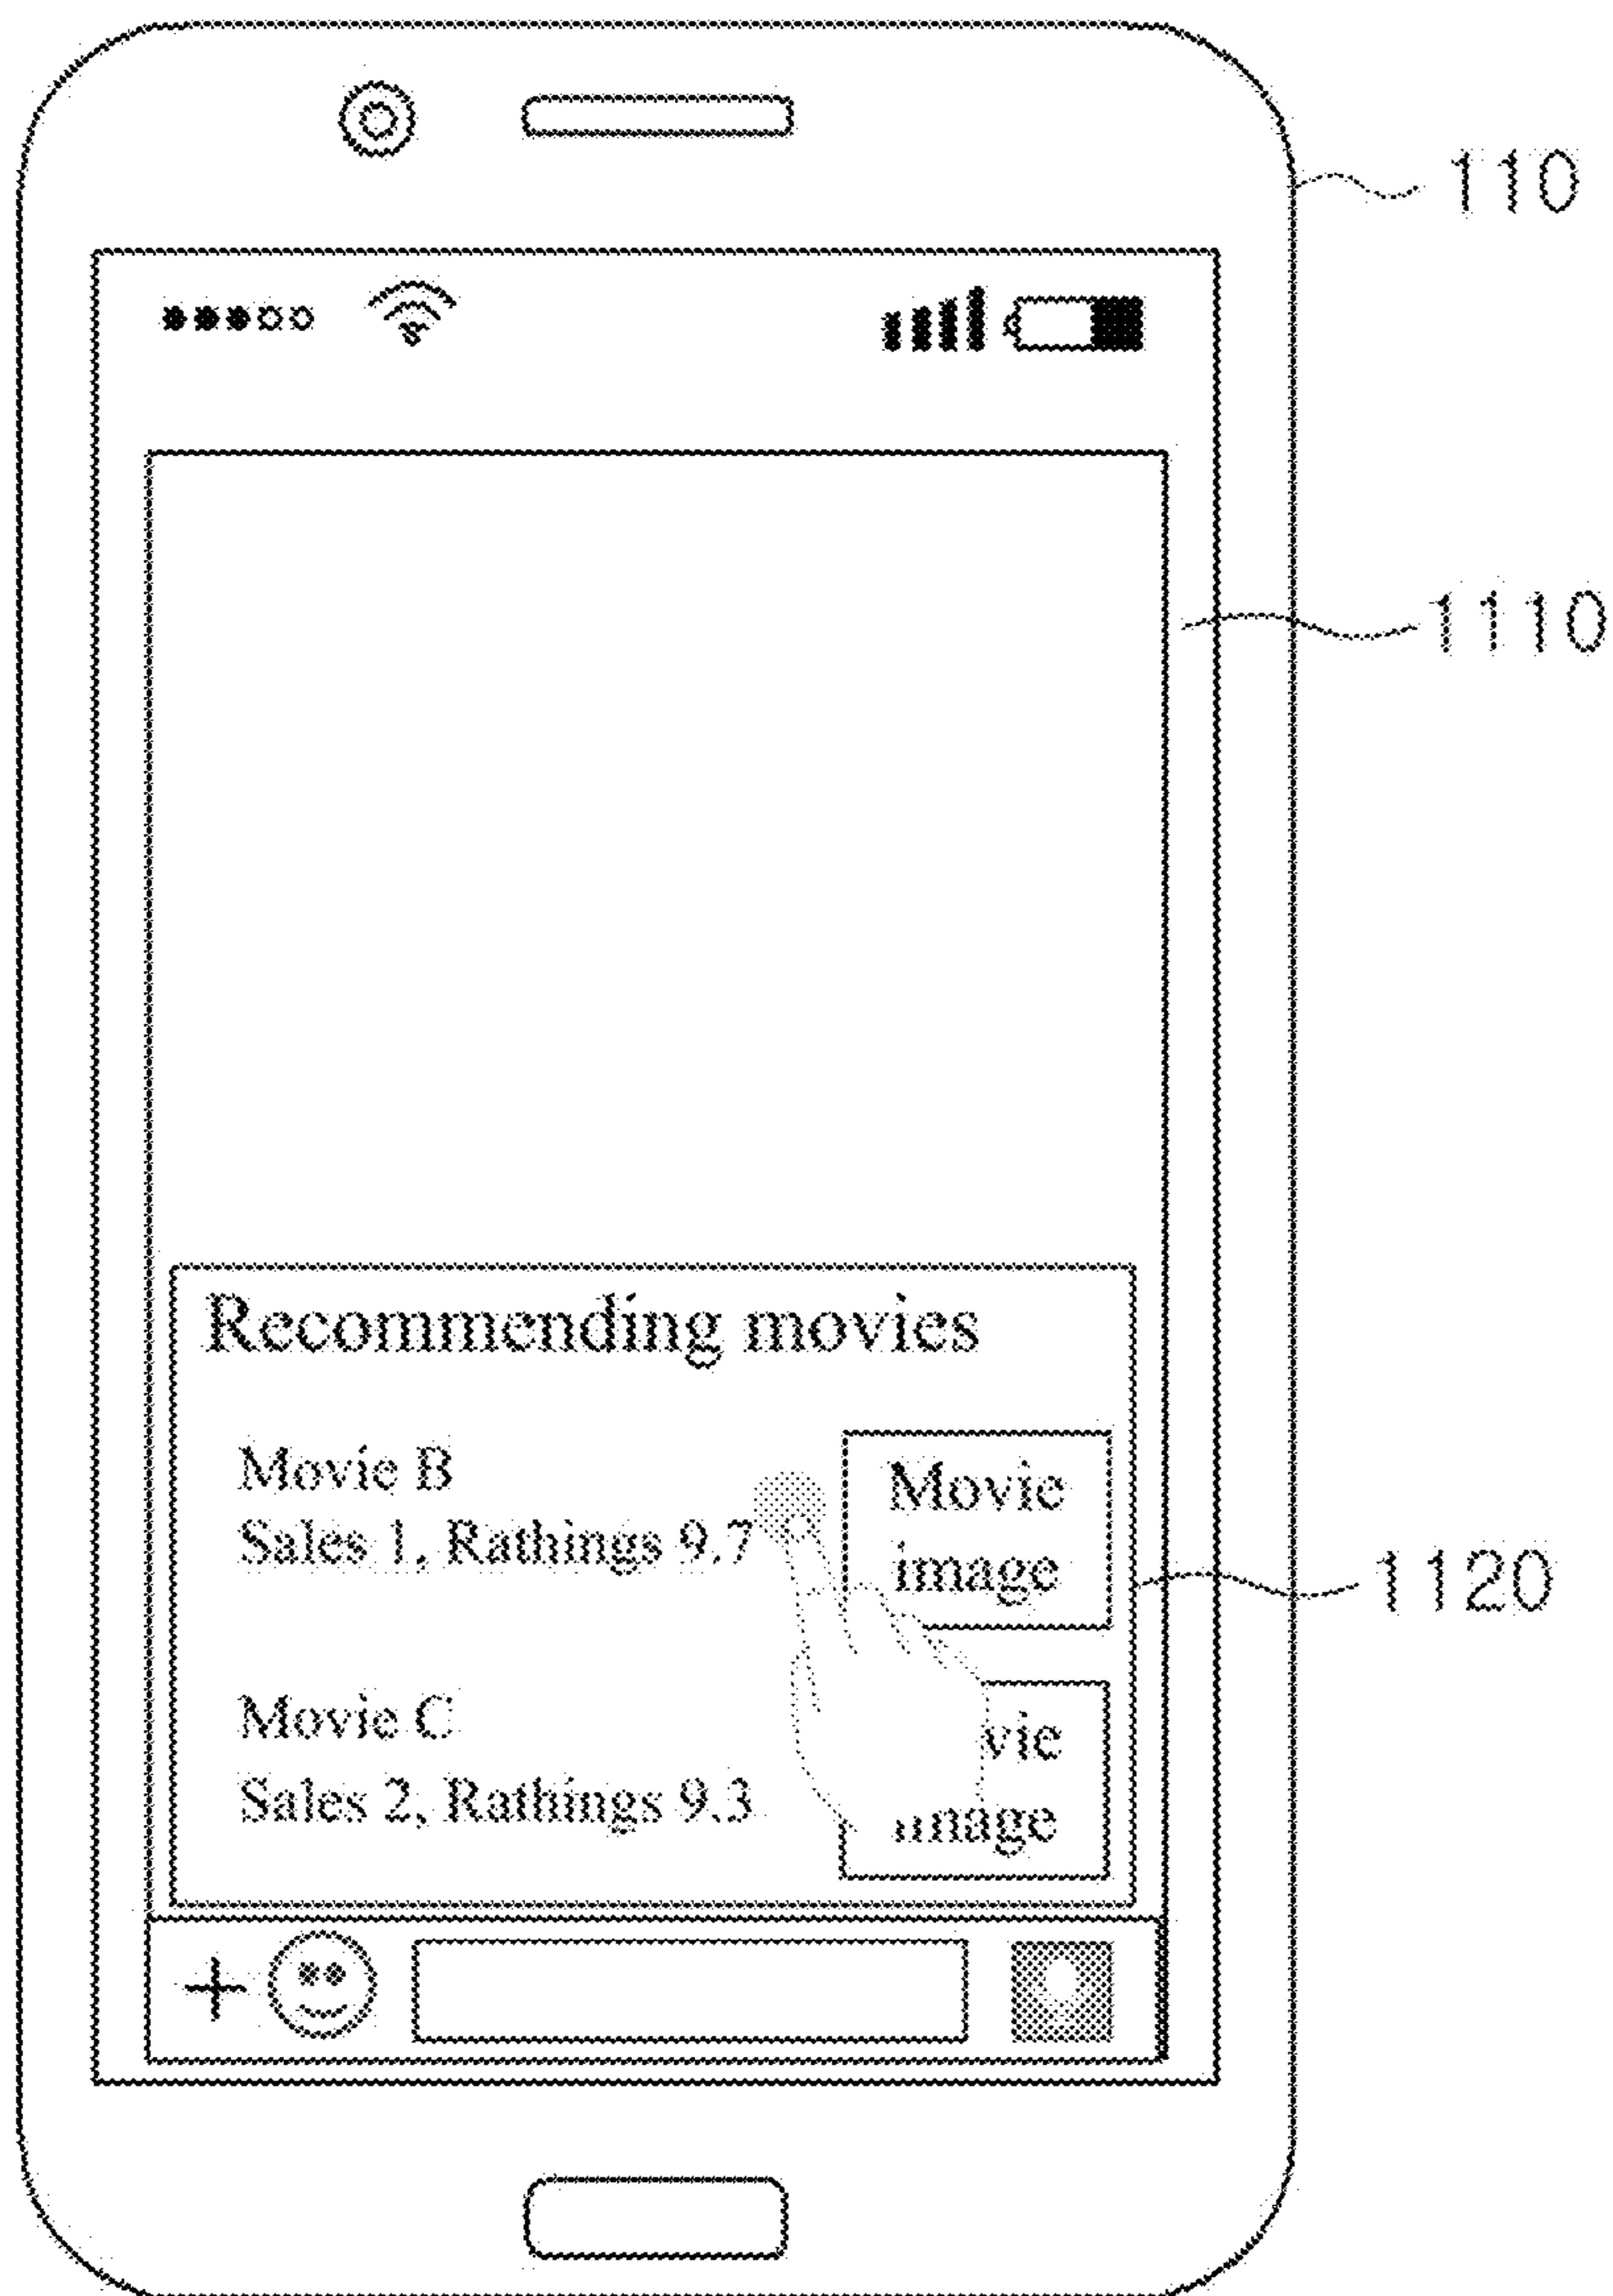 110
1110
Recommending movies
Movie B
Sales 1, Rathings 9.7
Movie
image
1120
Movie C
Sales 2, Rathings 9.3
vie